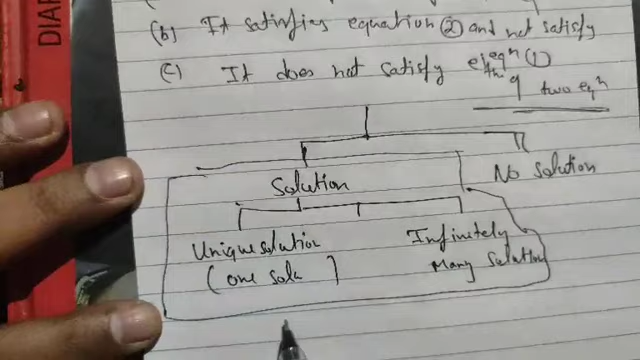 DIAR
(b) It satisfies equation ② and not satisfy
eqⁿ (1)
(c) It does not satisfy two eqⁿ
Solution
No Solution
Unique solution
Infinitely
(one soln)
Many Solution